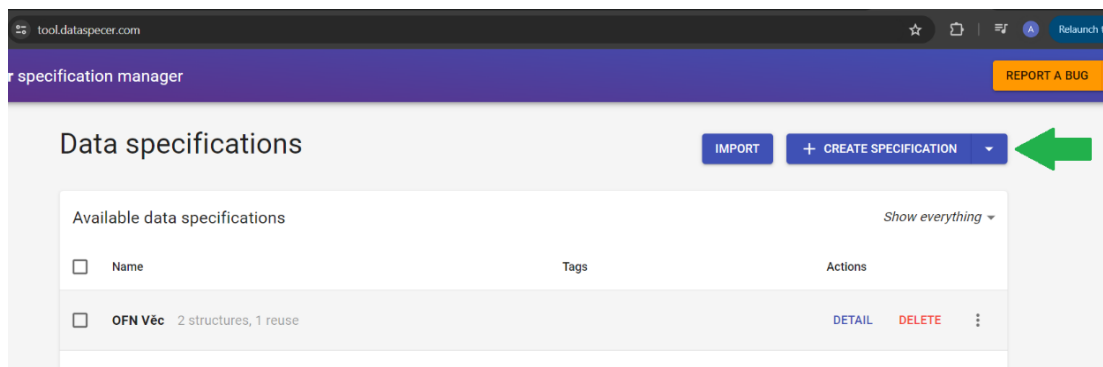 tool.dataspecer.com
A
Relaunch
r specification manager
REPORT A BUG
Data specifications
IMPORT
+ CREATE SPECIFICATION
Available data specifications
Show everything
Name Tags Actions
OFN Věc 2 structures, 1 reuse DETAIL DELETE